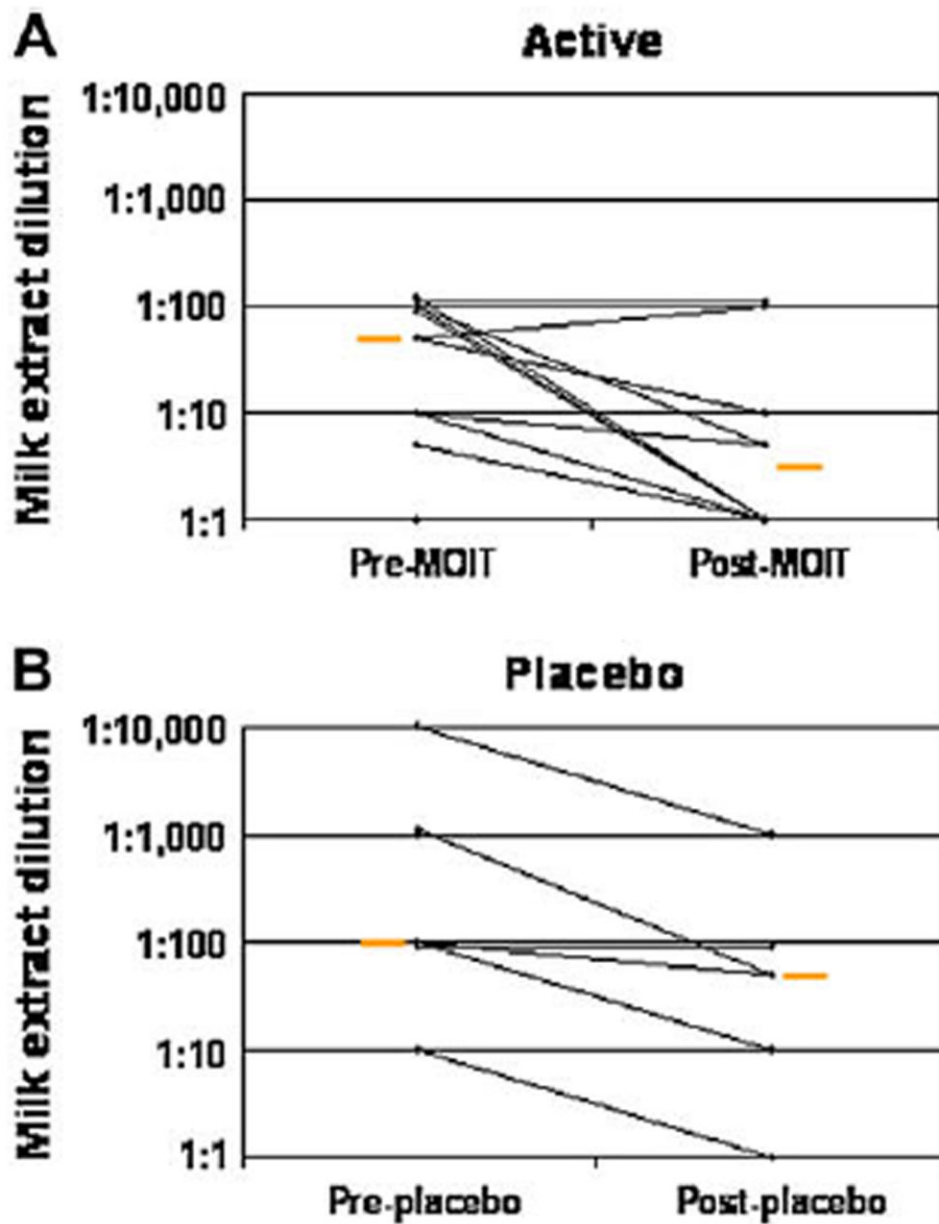 A
Active
Milk extract dilution
1:10,000
1:1,000
1:100
1:10
1:1
Pre-MOIT
Post-MOIT
B
Placebo
Milk extract dilution
1:10,000
1:1,000
1:100
1:10
1:1
Pre-placebo
Post-placebo